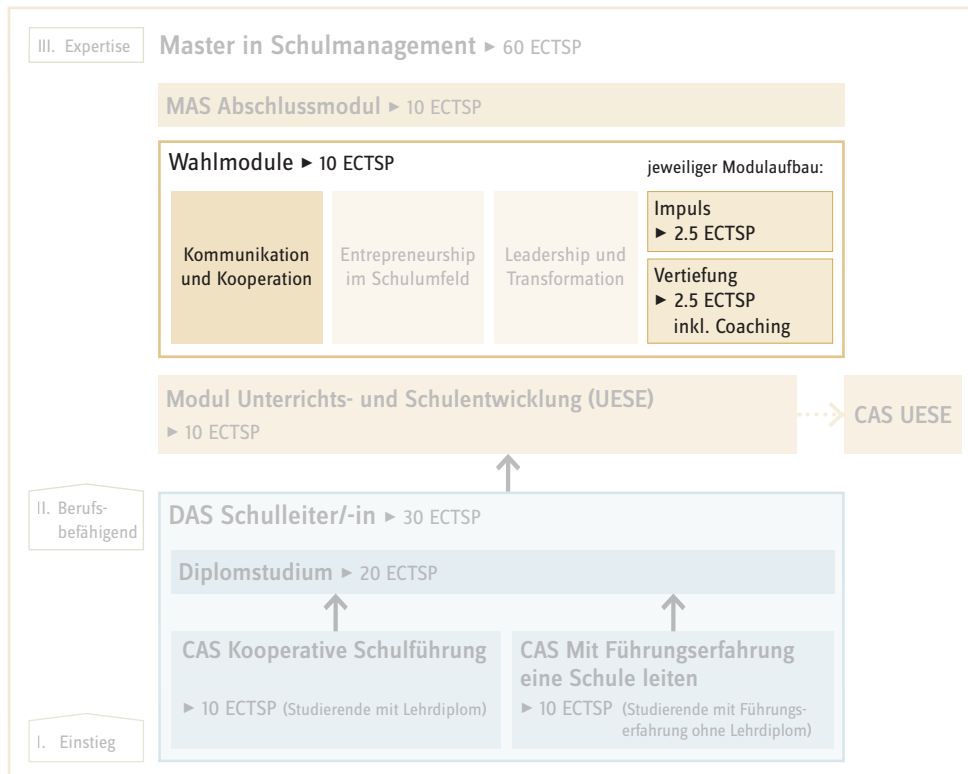 III. Expertise
Master in Schulmanagement ► 60 ECTSP
MAS Abschlussmodul ► 10 ECTSP
Wahlmodule ► 10 ECTSP
jeweiliger Modulaufbau:
Kommunikation
und Kooperation
Entrepreneurship
im Schulumfeld
Leadership und
Transformation
Impuls
► 2.5 ECTSP
Vertiefung
► 2.5 ECTSP
inkl. Coaching
Modul Unterrichts- und Schulentwicklung (UESE)
► 10 ECTSP
CAS UESE
II. Berufs-
befähigend
DAS Schulleiter/-in ► 30 ECTSP
Diplomstudium ► 20 ECTSP
CAS Kooperative Schulführung
► 10 ECTSP (Studierende mit Lehrdiplom)
CAS Mit Führungserfahrung
eine Schule leiten
► 10 ECTSP (Studierende mit Führungs-
erfahrung ohne Lehrdiplom)
I. Einstieg